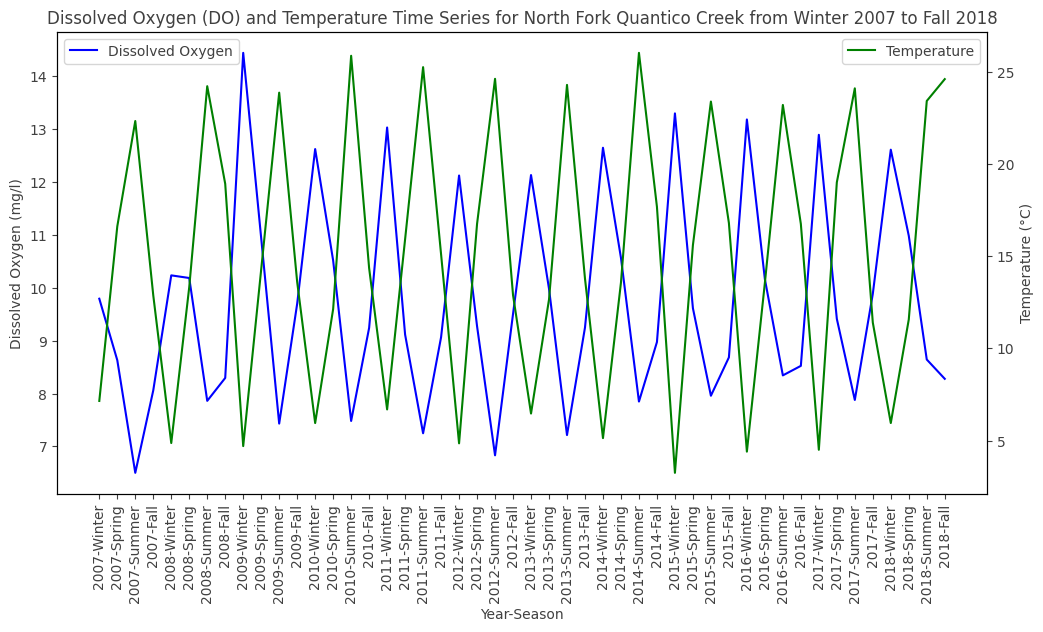 Dissolved Oxygen (DO) and Temperature Time Series for North Fork Quantico Creek from Winter 2007 to Fall 2018
Dissolved Oxygen
Temperature
14
13
12
11
10
9
8
7
Dissolved Oxygen (mg/l)
25
20
15
10
5
Temperature (°C)
2007-Winter
2007-Spring
2007-Summer
2007-Fall
2008-Winter
2008-Spring
2008-Summer
2008-Fall
2009-Winter
2009-Spring
2009-Summer
2009-Fall
2010-Winter
2010-Spring
2010-Summer
2010-Fall
2011-Winter
2011-Spring
2011-Summer
2011-Fall
2012-Winter
2012-Spring
2012-Summer
2012-Fall
2013-Winter
2013-Spring
2013-Summer
2013-Fall
2014-Winter
2014-Spring
2014-Summer
2014-Fall
2015-Winter
2015-Spring
2015-Summer
2015-Fall
2016-Winter
2016-Spring
2016-Summer
2016-Fall
2017-Winter
2017-Spring
2017-Summer
2017-Fall
2018-Winter
2018-Spring
2018-Summer
2018-Fall
Year-Season